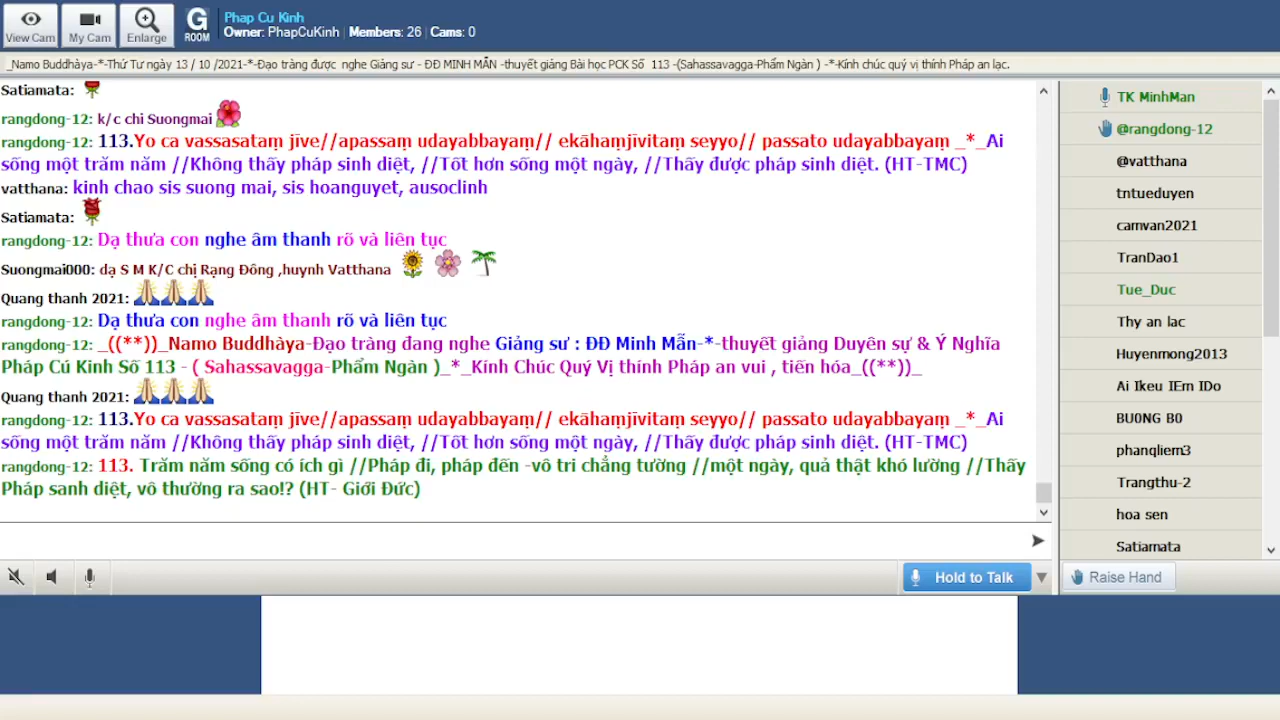 View Cam
My Cam
Enlarge
G
ROOM
Phap Cu Kinh
Owner: PhapCuKinh | Members: 26 | Cams: 0
_Namo Buddhàya-*-Thứ Tư ngày 13 / 10 /2021-*-Đạo tràng được nghe Giảng sư - ĐĐ MINH MẪN -thuyết giảng Bài học PCK Số 113 -(Sahassavagga-Phẩm Ngàn ) -*-Kính chúc quý vị thính Pháp an lạc.
Satiamata:
rangdong-12: k/c chi Suongmai
rangdong-12: 113.Yo ca vassasataṃ jīve//apassaṃ udayabbayaṃ// ekāhaṃjīvitaṃ seyyo// passato udayabbayaṃ _*_Ai
sống một trăm năm //Không thấy pháp sinh diệt, //Tốt hơn sống một ngày, //Thấy được pháp sinh diệt. (HT-TMC)
vatthana: kinh chao sis suong mai, sis hoanguyet, ausoclinh
Satiamata:
rangdong-12: Dạ thưa con nghe âm thanh rõ và liên tục
Suongmai000: dạ S M K/C chị Rạng Đông ,huynh Vatthana
Quang thanh 2021:
rangdong-12: Dạ thưa con nghe âm thanh rõ và liên tục
rangdong-12: _((**))_Namo Buddhàya-Đạo tràng đang nghe Giảng sư : ĐĐ Minh Mẫn-*-thuyết giảng Duyên sự & Ý Nghĩa
Pháp Cú Kinh Số 113 - ( Sahassavagga-Phẩm Ngàn )_*_Kính Chúc Quý Vị thính Pháp an vui , tiến hóa_((**))_
Quang thanh 2021:
rangdong-12: 113.Yo ca vassasataṃ jīve//apassaṃ udayabbayaṃ// ekāhaṃjīvitaṃ seyyo// passato udayabbayaṃ _*_Ai
sống một trăm năm //Không thấy pháp sinh diệt, //Tốt hơn sống một ngày, //Thấy được pháp sinh diệt. (HT-TMC)
rangdong-12: 113. Trăm năm sống có ích gì //Pháp đi, pháp đến -vô tri chẳng tường //một ngày, quả thật khó lường //Thấy
Pháp sanh diệt, vô thường ra sao!? (HT- Giới Đức)
TK MinhMan
@rangdong-12
@vatthana
tntueduyen
camvan2021
TranDao1
Tue_Duc
Thy an lac
Huyenmong2013
Ai lkeu IErn IDo
BU0NG B0
phanqliem3
Trangthu-2
hoa sen
Satiamata
Hold to Talk
Raise Hand